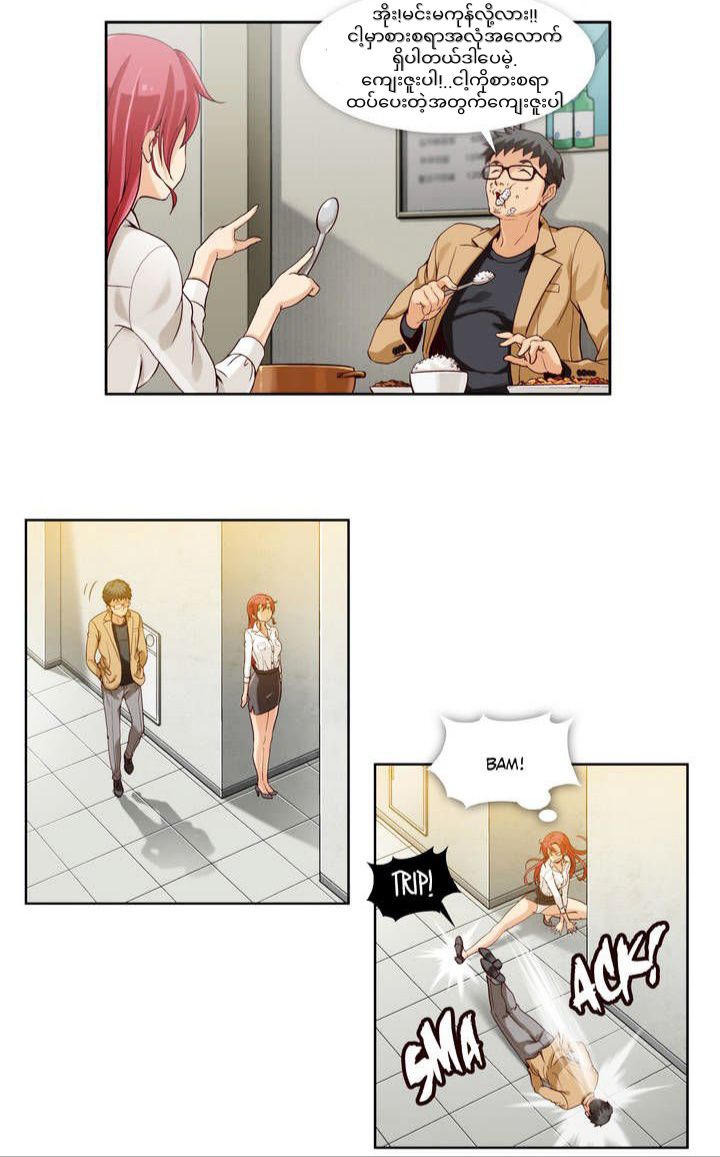 အိုး!မင်းမကုန်လို့လား!!
ငါ့မှာစားစရာအလုံအလောက်
ရှိပါတယ်ဒါပေမဲ့.
ကျေးဇူးပါ!..ငါ့ကိုစားစရာ
ထပ်ပေးတဲ့အတွက်ကျေးဇူးပါ
BAM!
TRIP!
SMA
ACK!